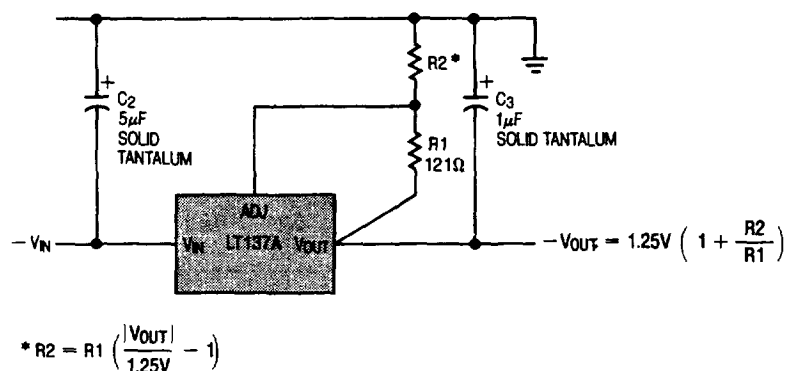 R2*
+
C2
5µF
SOLID
TANTALUM
+
C3
1µF
SOLID TANTALUM
R1
121Ω
ADJ
– VIN
VIN LT137A VOUT
–VOUT = 1.25V ( 1 + R2/R1 )
* R2 = R1 ( |VOUT|/1.25V – 1 )